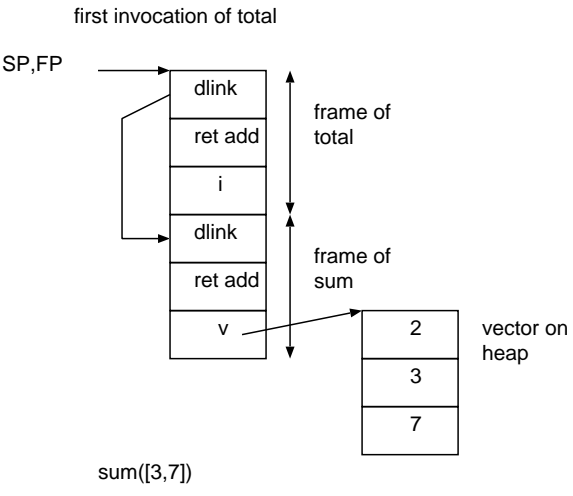 first invocation of total
SP,FP
dlink
ret add
i
dlink
ret add
v
frame of
total
frame of
sum
2
3
7
vector on
heap
sum([3,7])